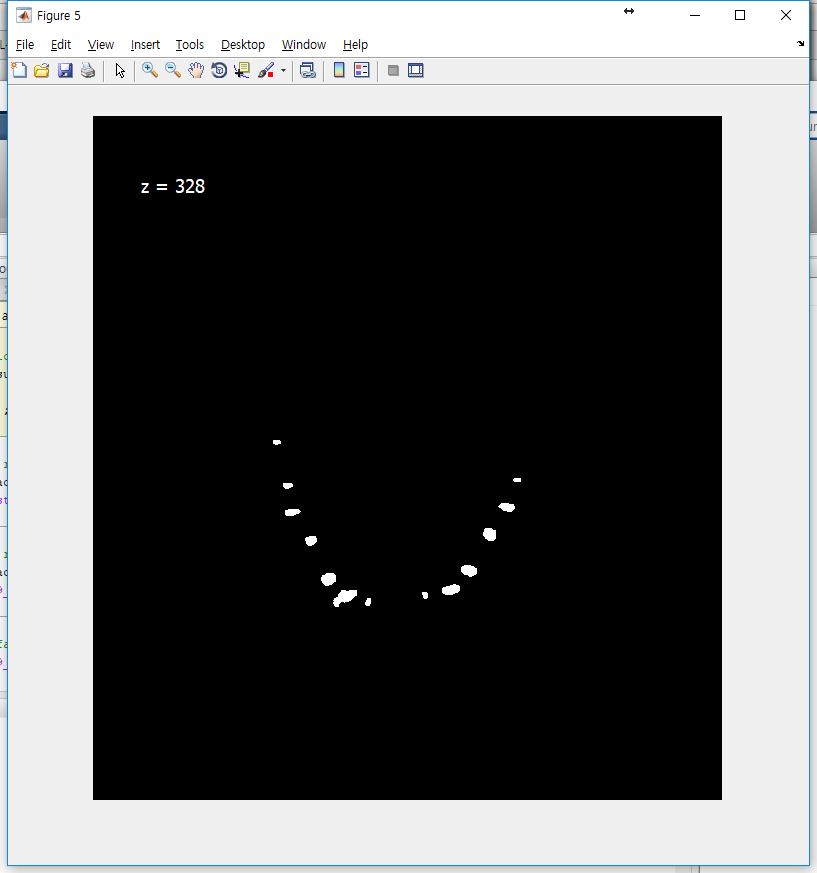 Figure 5
File Edit View Insert Tools Desktop Window Help
z = 328